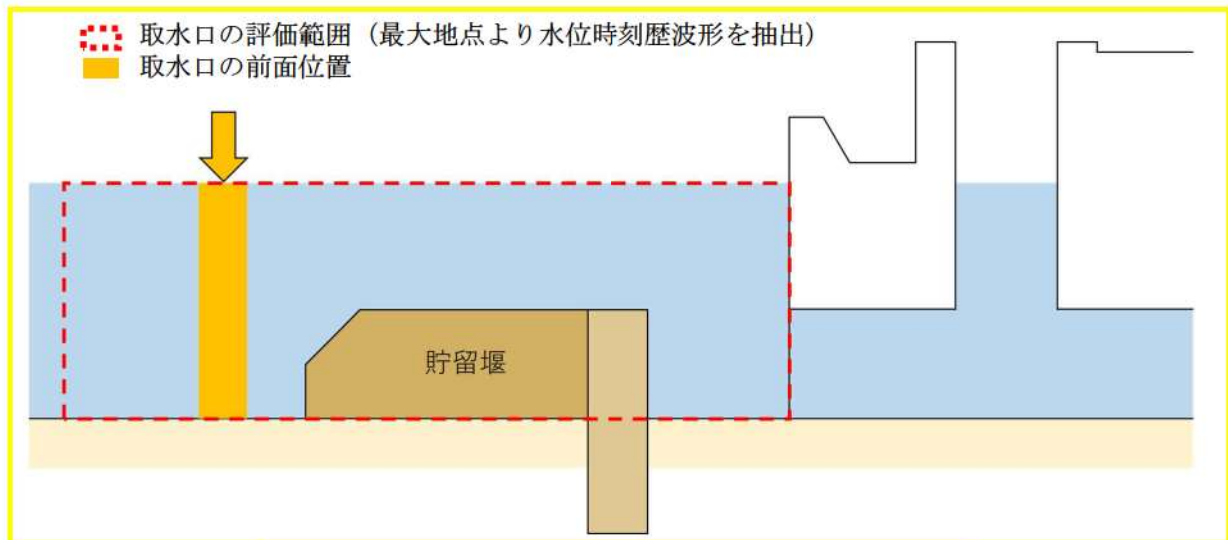 取水口の評価範囲（最大地点より水位時刻歴波形を抽出）
取水口の前面位置
貯留堰